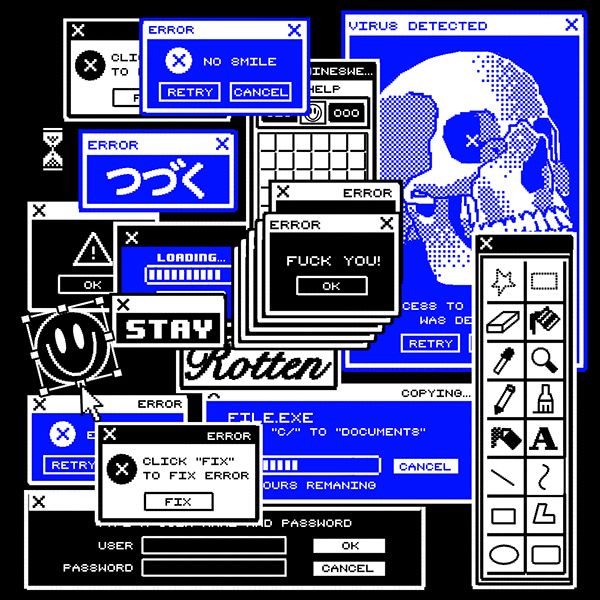 ERROR
NO SMILE
RETRY
CANCEL
CLIC
TO
VIRUS DETECTED
HELP
000
ERROR
つづく
ERROR
ERROR
FUCK YOU!
OK
OK
LOADING...
STAY
Rotten
CESS TO
WAS DE
RETRY
ERROR
RETRY
COPYING...
FILE.EXE
"C/" TO "DOCUMENTS"
CANCEL
OURS REMANING
ERROR
CLICK "FIX"
TO FIX ERROR
FIX
AND PASSWORD
USER
OK
PASSWORD
CANCEL
A